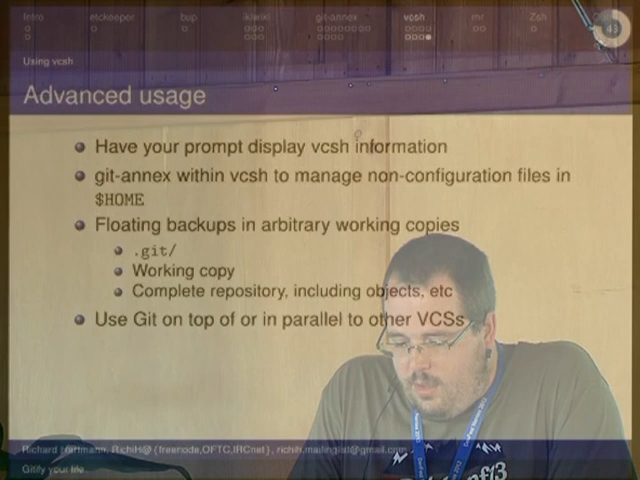 Intro etckeeper bup ikiwiki git-annex vcsh mr Zsh
43
Using vcsh
Advanced usage
Have your prompt display vcsh information
git-annex within vcsh to manage non-configuration files in
$HOME
Floating backups in arbitrary working copies
.git/
Working copy
Complete repository, including objects, etc
Use Git on top of or in parallel to other VCSs
Richard Hartmann, RichiH@{freenode,OFTC,IRCnet}, richih.mailinglist@gmail.com
Gitify your life